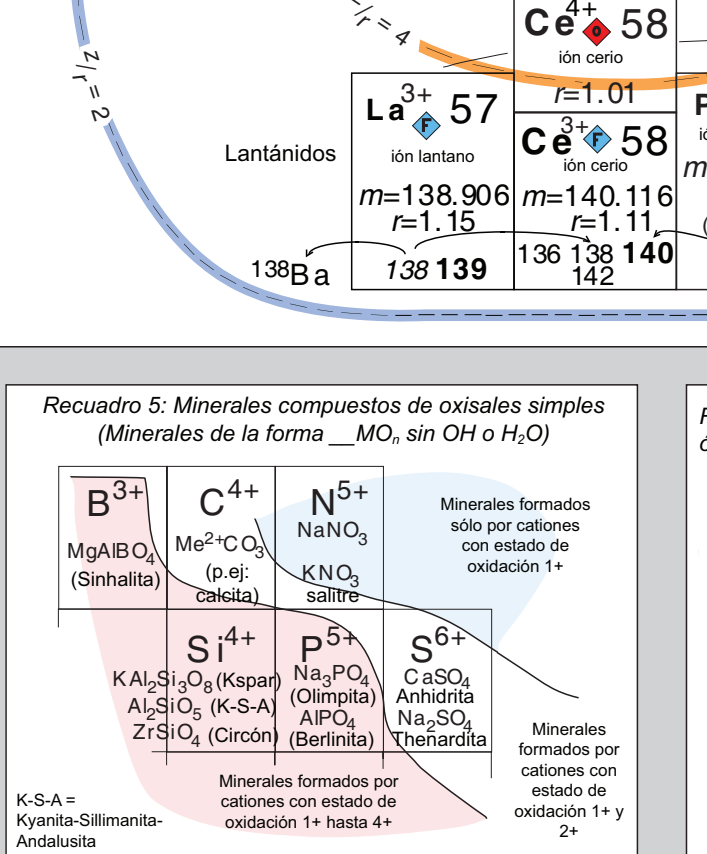 z/r = 4
z/r = 2
Ce4+ O 58
ión cerio
r=1.01
La3+ F 57
ión lantano
m=138.906
r=1.15
138 139
Ce3+ F 58
ión cerio
m=140.116
r=1.11
136 138 140
142
P
m
Lantánidos
138Ba
Recuadro 5: Minerales compuestos de oxisales simples
(Minerales de la forma __MOn sin OH o H2O)
B3+
MgAlBO4
(Sinhalita)
C4+
Me2+CO3
(p.ej:
calcita)
N5+
NaNO3
KNO3
salitre
Minerales formados
sólo por cationes
con estado de
oxidación 1+
Si4+
KAl2Si3O8 (Kspar)
Al2SiO5 (K-S-A)
ZrSiO4 (Circón)
P5+
Na3PO4
(Olimpita)
AlPO4
(Berlinita)
S6+
CaSO4
Anhidrita
Na2SO4
Thenardita
Minerales
formados por
cationes con
estado de
oxidación 1+ y
2+
Minerales formados por
cationes con estado de
oxidación 1+ hasta 4+
K-S-A =
Kyanita-Sillimanita-
Andalusita